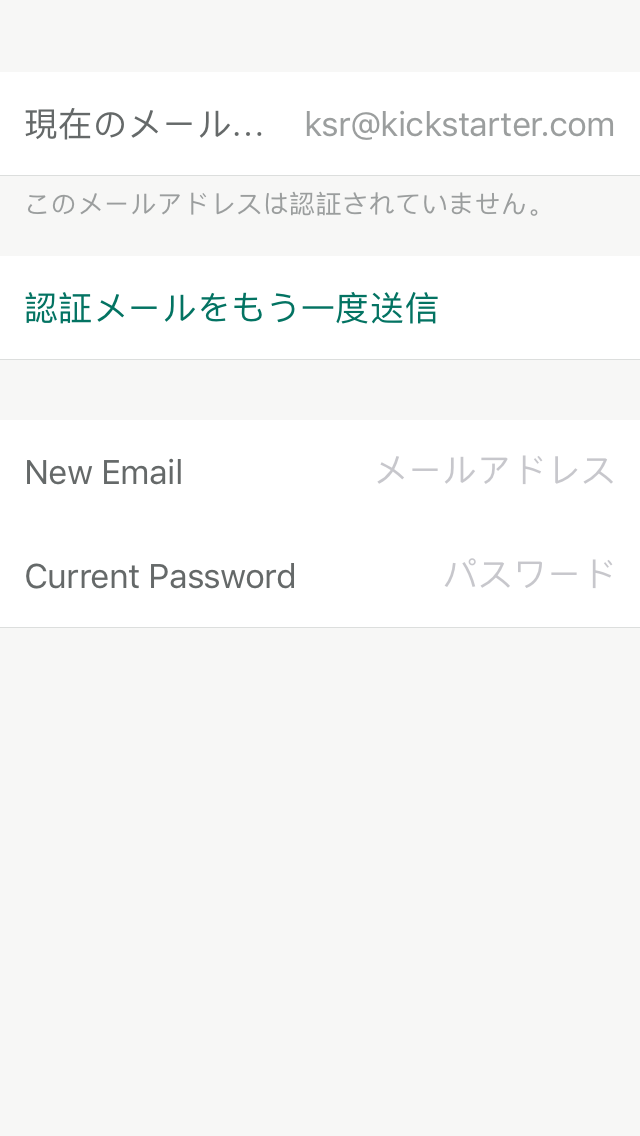 現在のメール... ksr@kickstarter.com
このメールアドレスは認証されていません。
認証メールをもう一度送信
New Email メールアドレス
Current Password パスワード